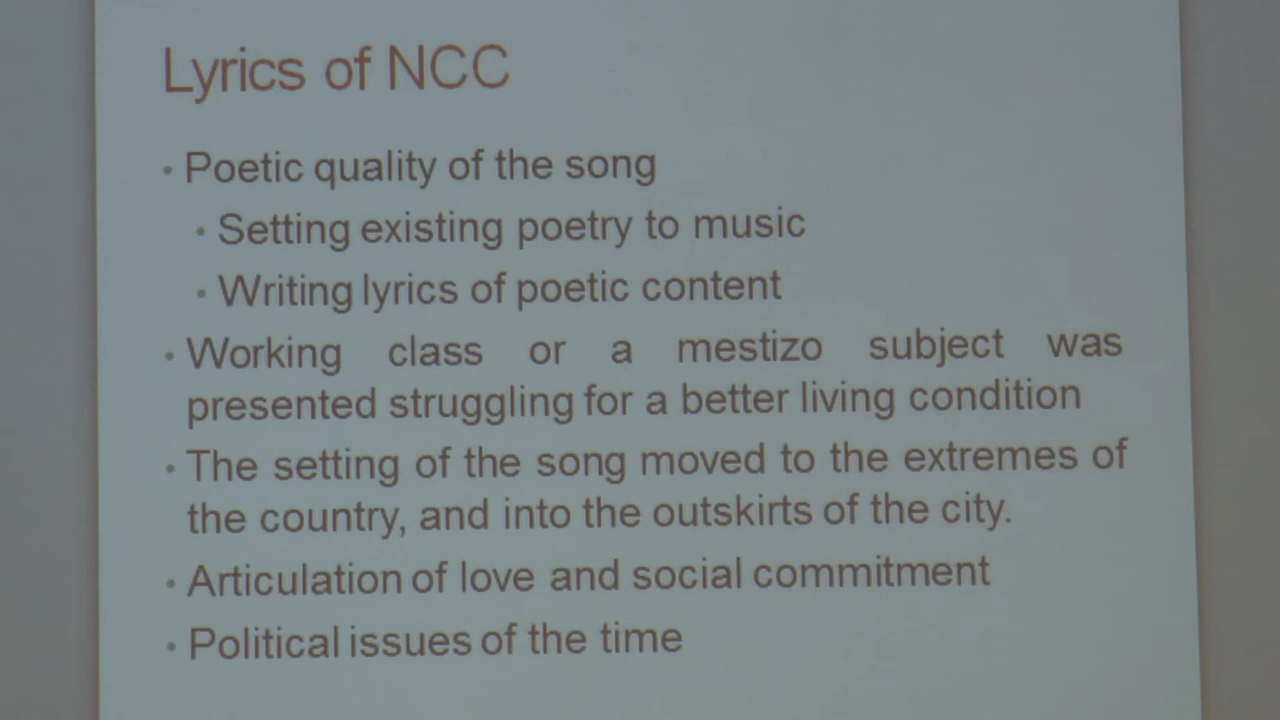 Lyrics of NCC
• Poetic quality of the song
• Setting existing poetry to music
• Writing lyrics of poetic content
• Working class or a mestizo subject was
presented struggling for a better living condition
• The setting of the song moved to the extremes of
the country, and into the outskirts of the city.
• Articulation of love and social commitment
• Political issues of the time